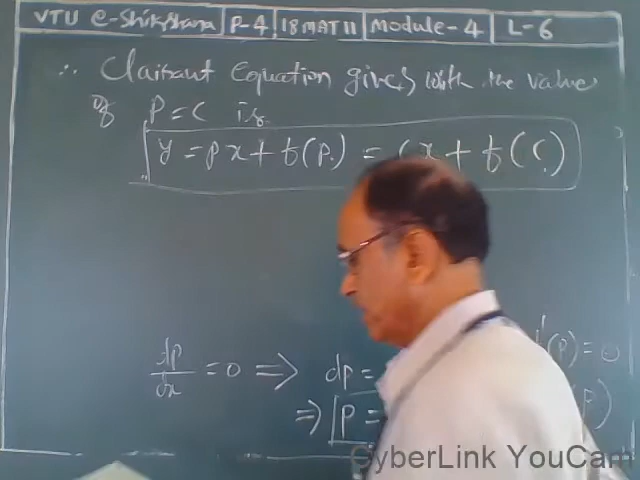 VTU e-Shikshana P-4 18MAT11 Module-4 L-6
∴ Clairaut Equation gives with the value
of P=C is
y = px + f(p) = Cx + f(C)
dp/dx = 0 ⇒ dp = f'(p) = 0
⇒ P = p)
CyberLink YouCam